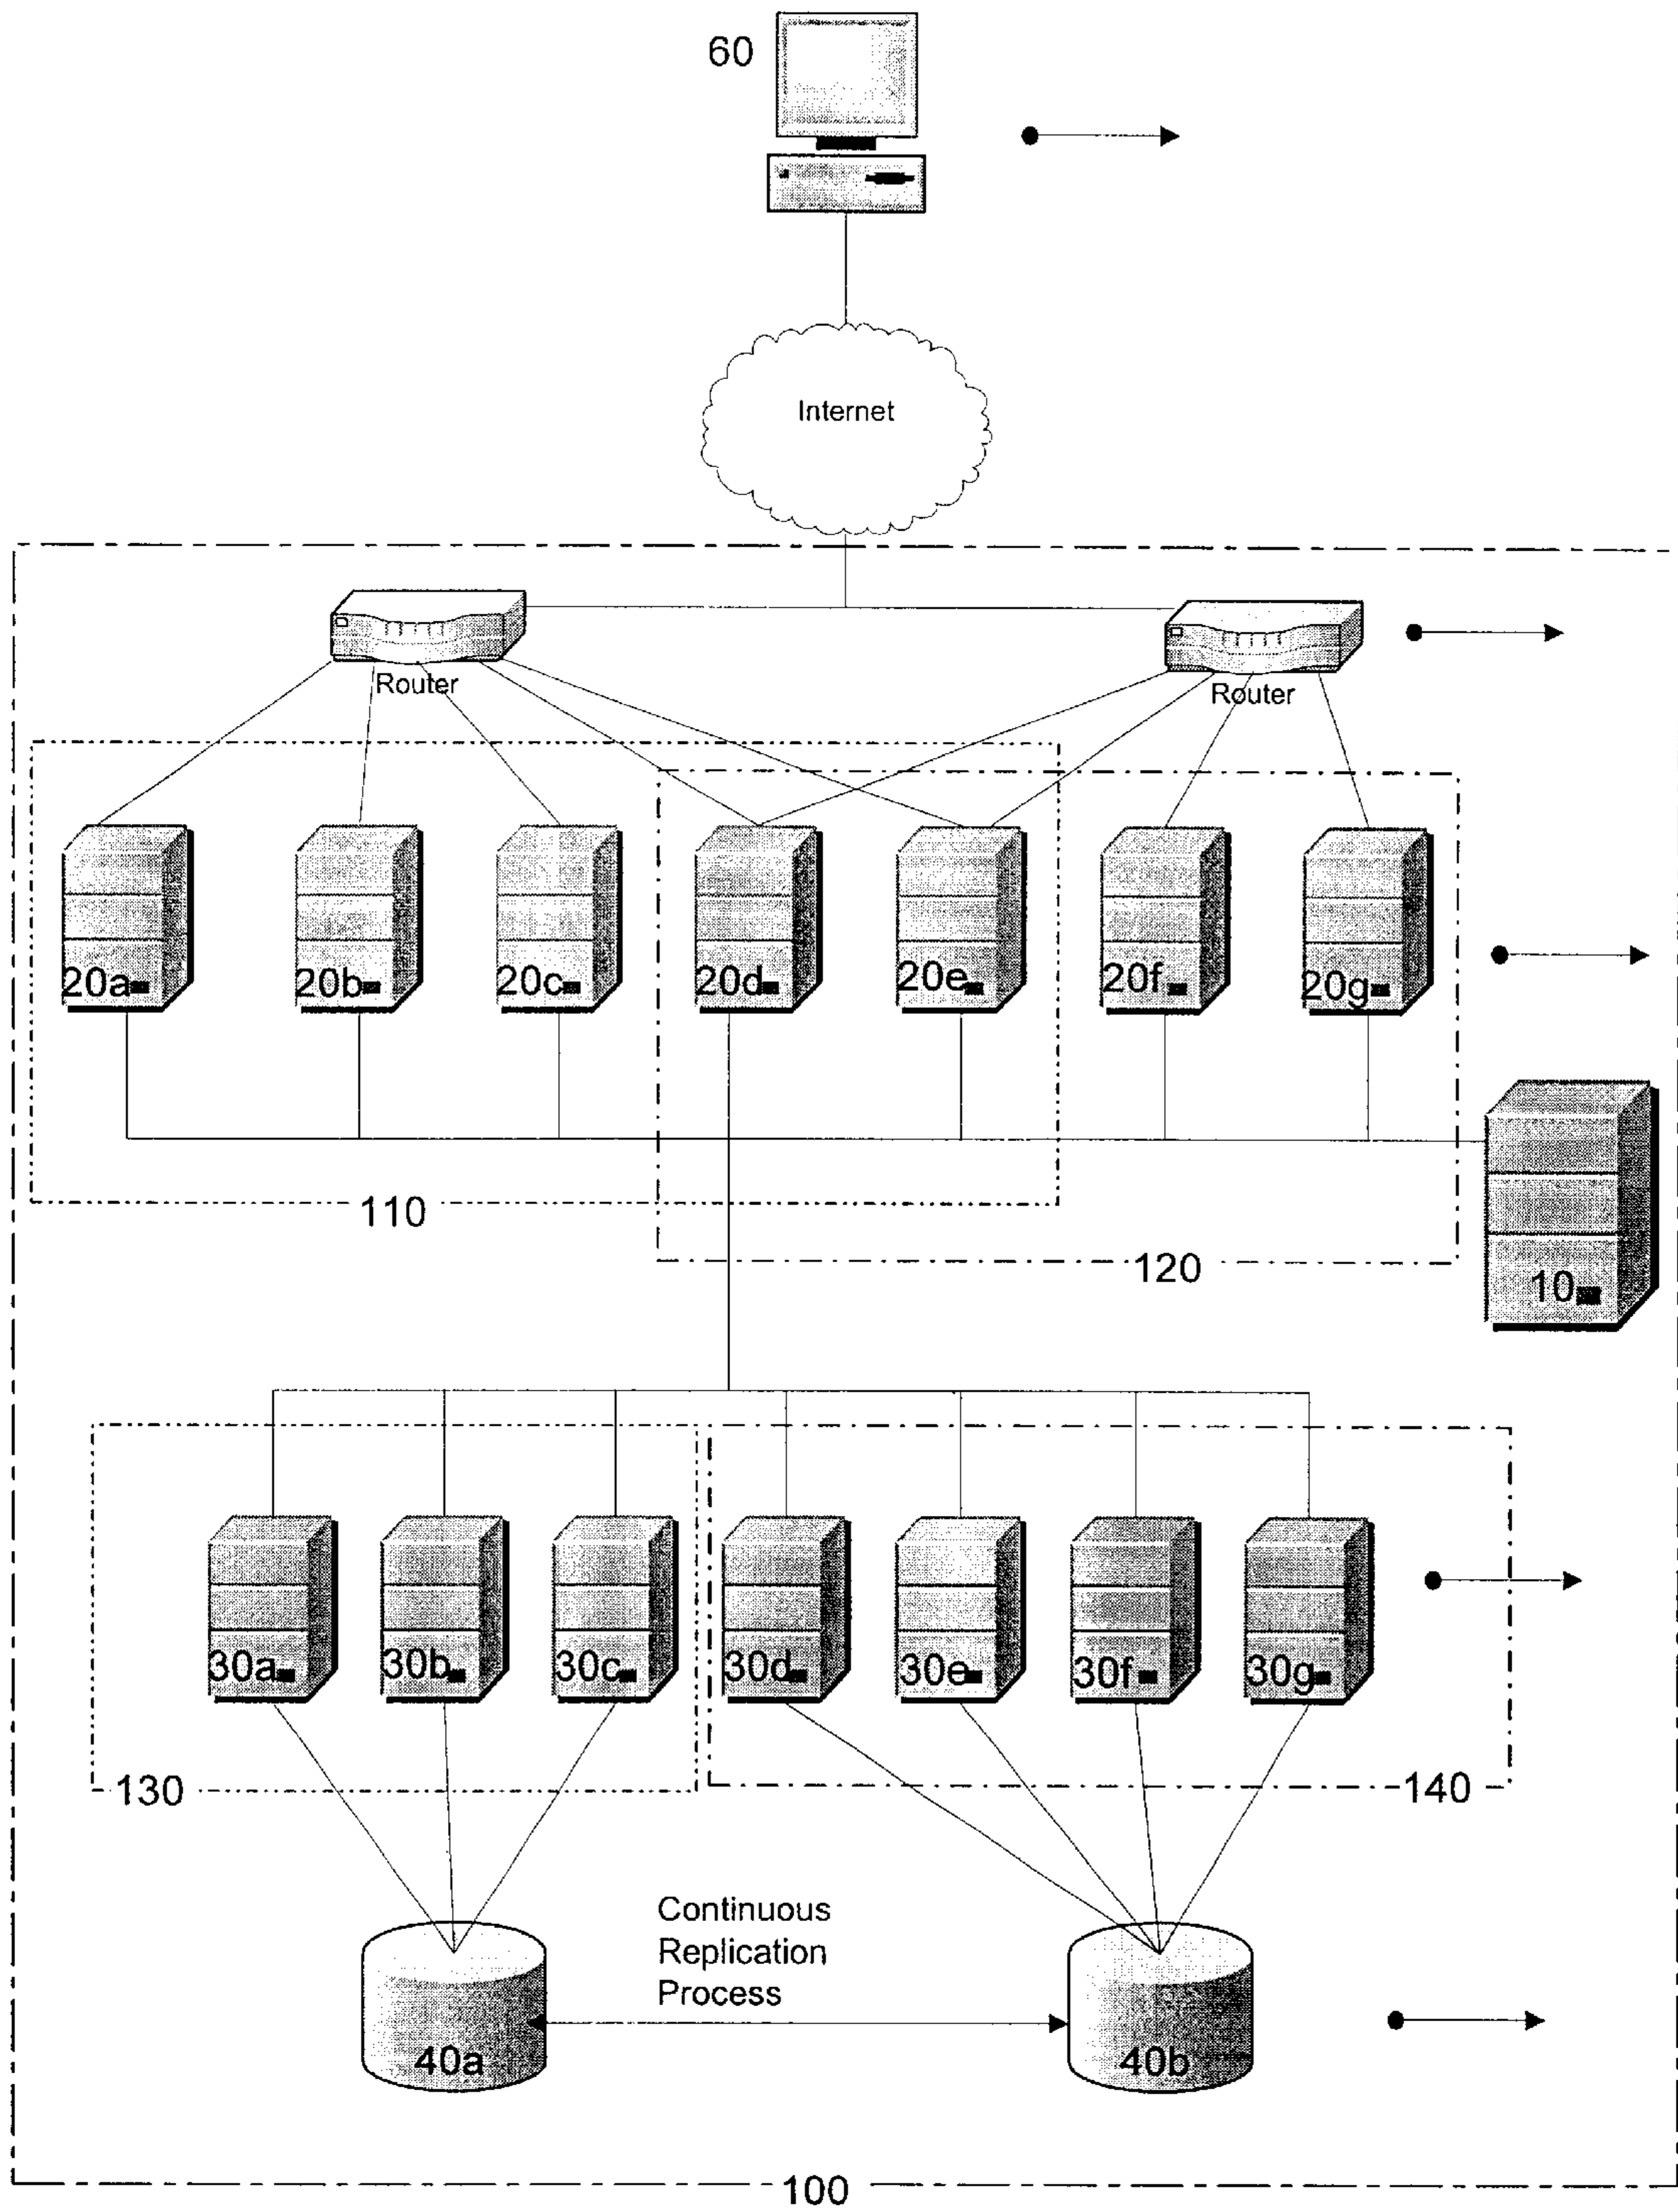 60
Internet
Router
Router
20a
20b
20c
20d
20e
20f
20g
110
120
10
30a
30b
30c
30d
30e
30f
30g
130
140
Continuous
Replication
Process
40a
40b
100